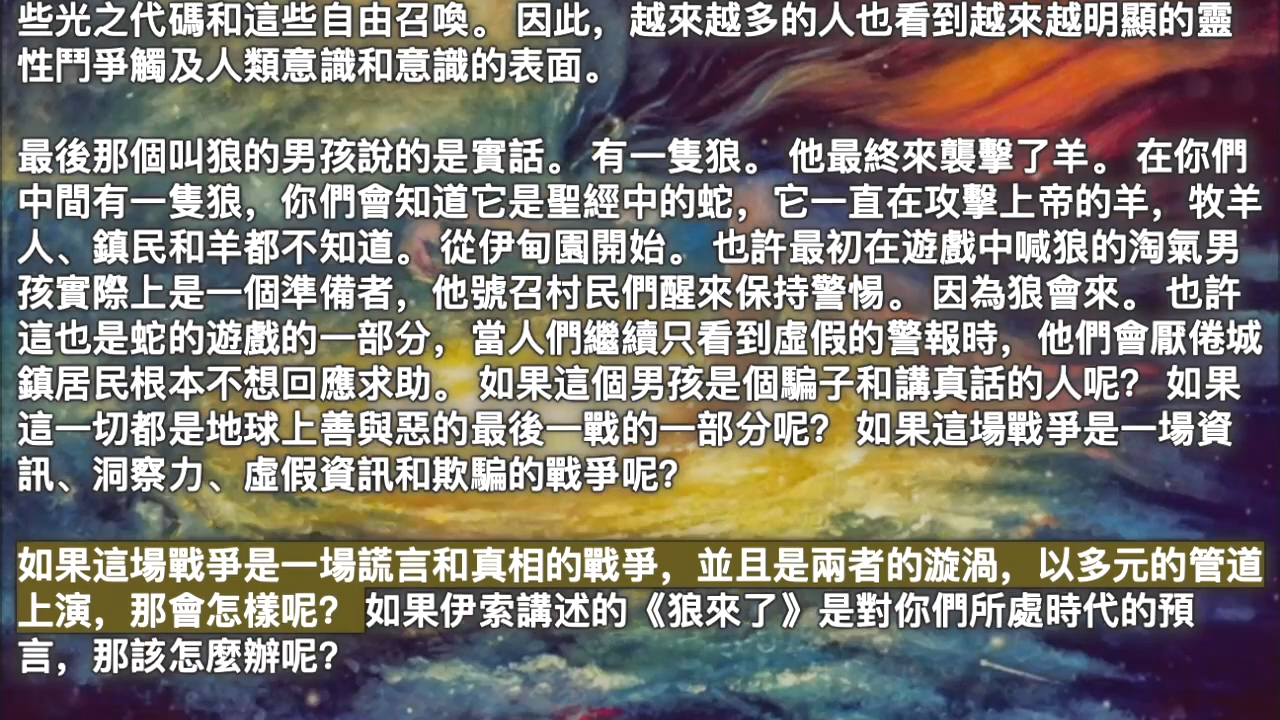 些光之代碼和這些自由召喚。 因此，越來越多的人也看到越來越明顯的靈
性鬥爭觸及人類意識和意識的表面。
最後那個叫狼的男孩說的是實話。 有一隻狼。 他最終來襲擊了羊。 在你們
中間有一隻狼，你們會知道它是聖經中的蛇，它一直在攻擊上帝的羊，牧羊
人、鎮民和羊都不知道。 從伊甸園開始。 也許最初在遊戲中喊狼的淘氣男
孩實際上是一個準備者，他號召村民們醒來保持警惕。 因為狼會來。 也許
這也是蛇的遊戲的一部分，當人們繼續只看到虛假的警報時，他們會厭倦城
鎮居民根本不想回應求助。 如果這個男孩是個騙子和講真話的人呢？ 如果
這一切都是地球上善與惡的最後一戰的一部分呢？ 如果這場戰爭是一場資
訊、洞察力、虛假資訊和欺騙的戰爭呢？
如果這場戰爭是一場謊言和真相的戰爭，並且是兩者的漩渦，以多元的管道
上演，那會怎樣呢？ 如果伊索講述的《狼來了》是對你們所處時代的預
言，那該怎麼辦呢？